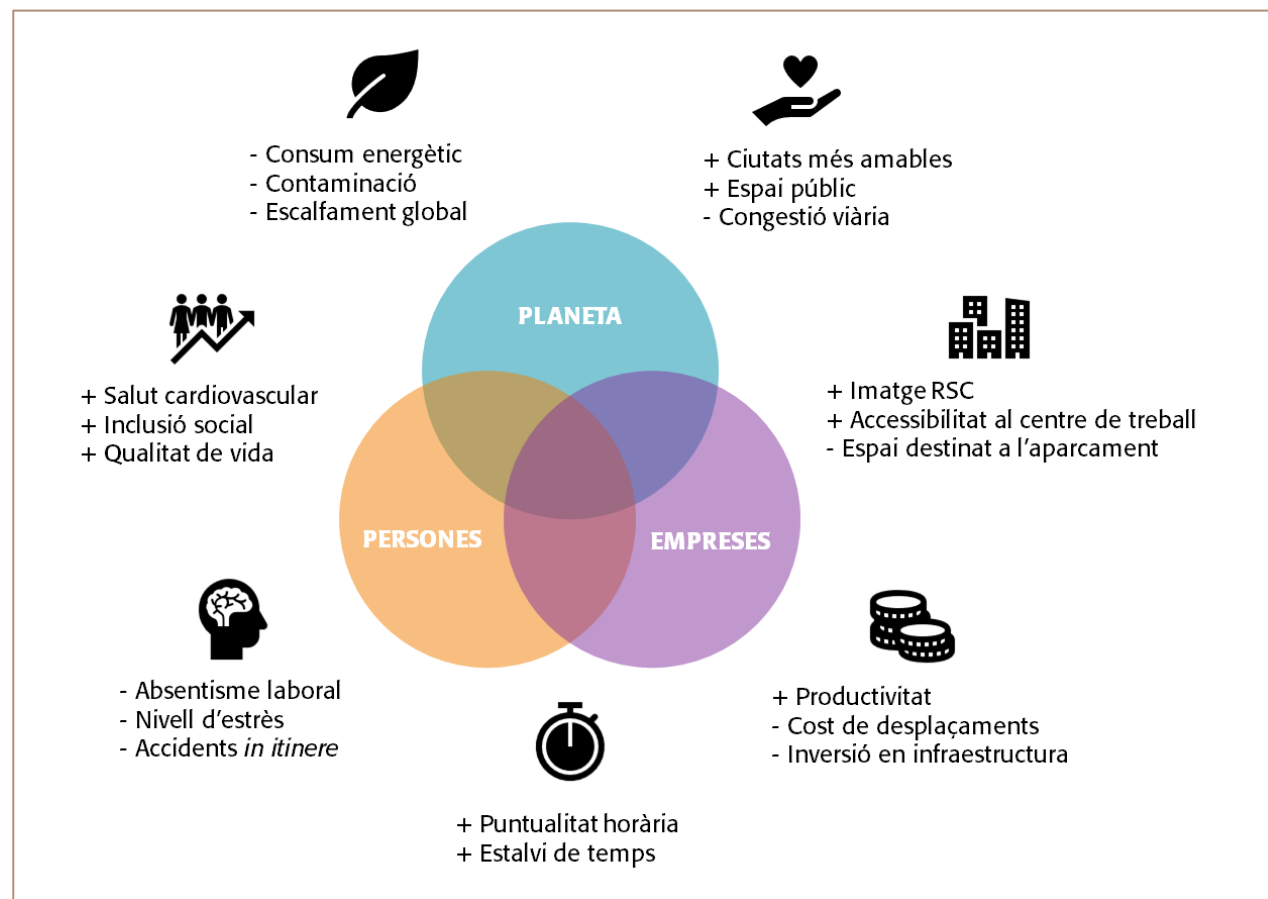 - Consum energètic
- Contaminació
- Escalfament global
+ Ciutats més amables
+ Espai públic
- Congestió viària
PLANETA
+ Salut cardiovascular
+ Inclusió social
+ Qualitat de vida
+ Imatge RSC
+ Accessibilitat al centre de treball
- Espai destinat a l’aparcament
PERSONES
EMPRESES
- Absentisme laboral
- Nivell d’estrès
- Accidents in itinere
+ Productivitat
- Cost de desplaçaments
- Inversió en infraestructura
+ Puntualitat horària
+ Estalvi de temps